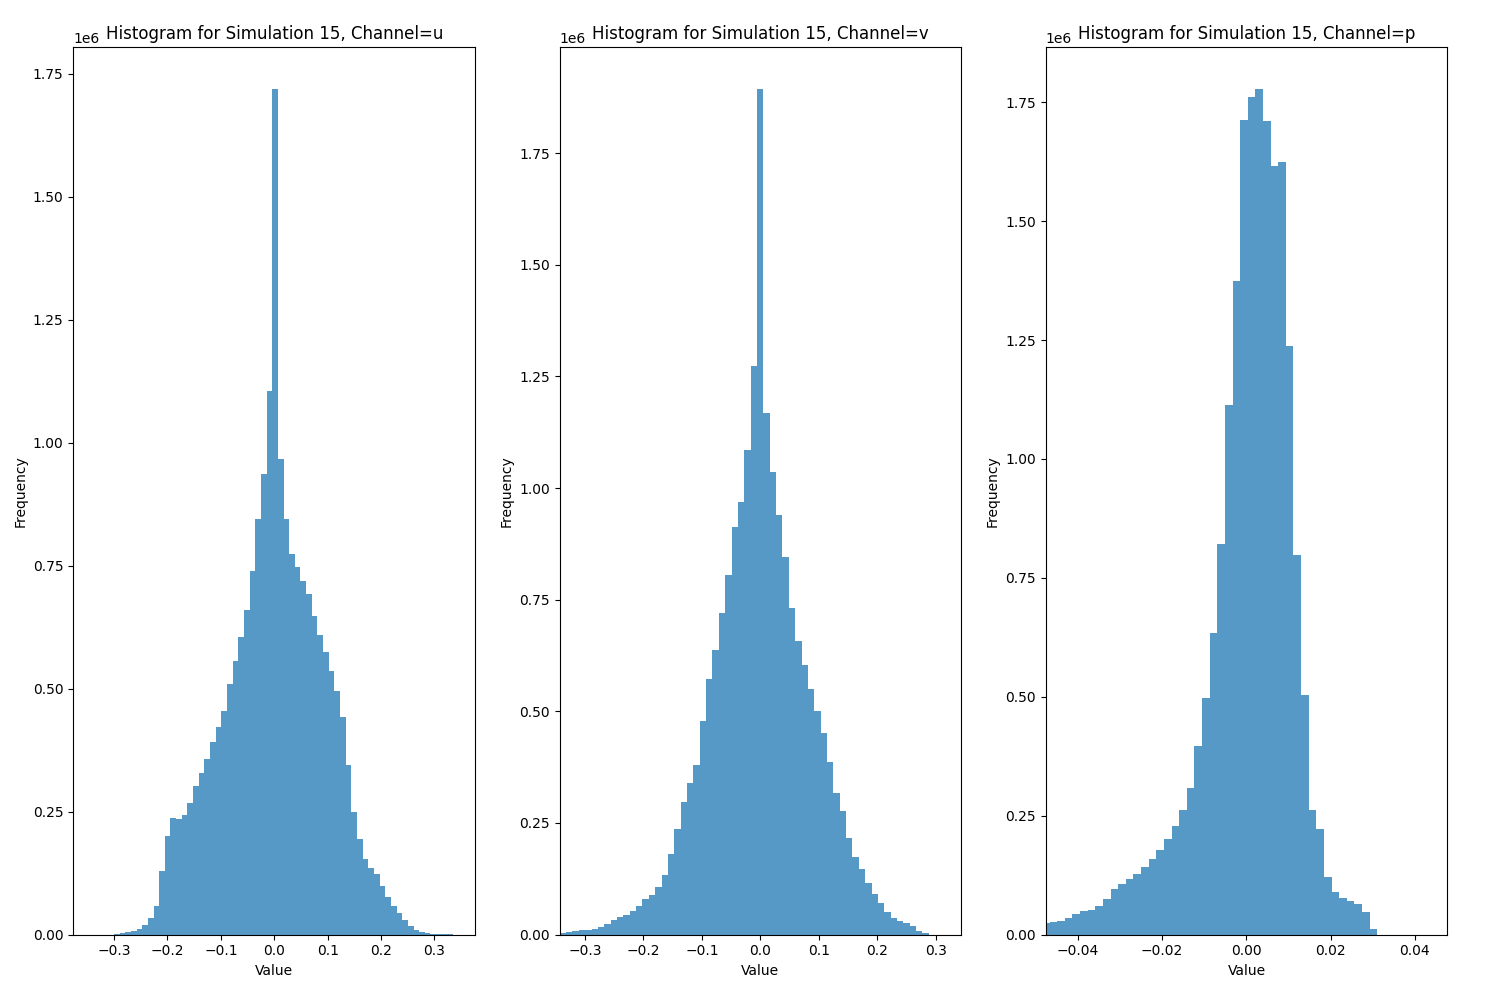 Histogram for Simulation 15, Channel=u
1e6
1.75
1.50
1.25
1.00
0.75
0.50
0.25
0.00
Frequency
−0.3 −0.2 −0.1 0.0 0.1 0.2 0.3
Value
Histogram for Simulation 15, Channel=v
1e6
1.75
1.50
1.25
1.00
0.75
0.50
0.25
0.00
Frequency
−0.3 −0.2 −0.1 0.0 0.1 0.2 0.3
Value
Histogram for Simulation 15, Channel=p
1e6
1.75
1.50
1.25
1.00
0.75
0.50
0.25
0.00
Frequency
−0.04 −0.02 0.00 0.02 0.04
Value